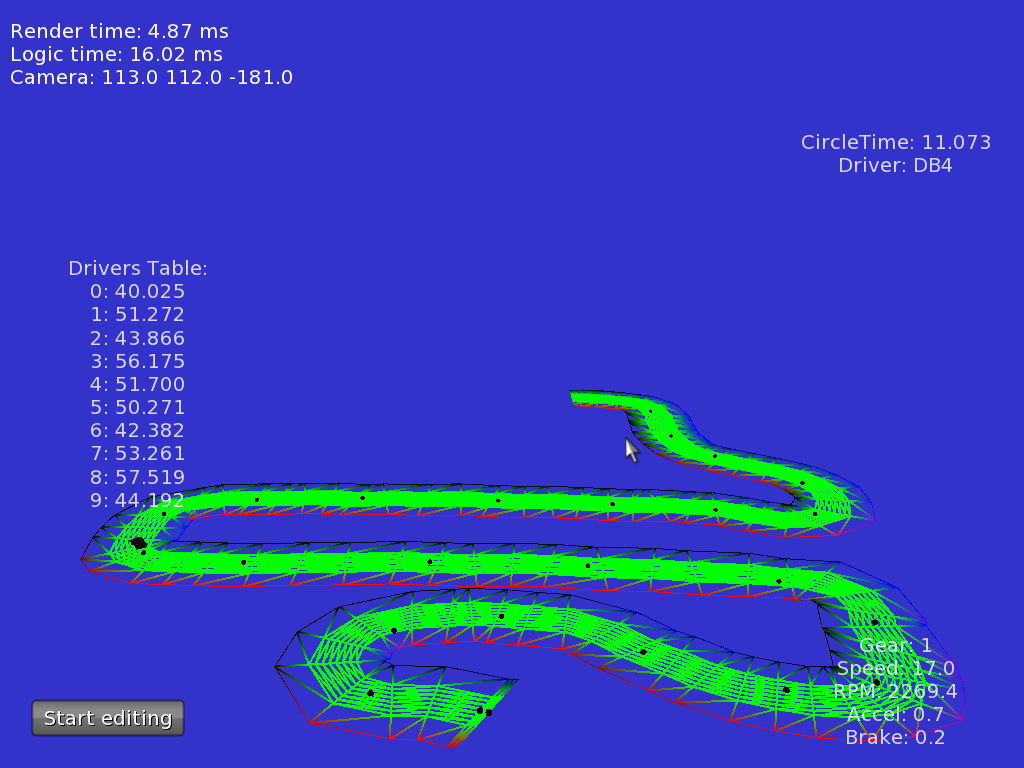 Render time: 4.87 ms
Logic time: 16.02 ms
Camera: 113.0 112.0 -181.0
CircleTime: 11.073
Driver: DB4
Drivers Table:
0: 40.025
1: 51.272
2: 43.866
3: 56.175
4: 51.700
5: 50.271
6: 42.382
7: 53.261
8: 57.519
9: 44.192
Gear: 1
Speed: 17.0
RPM: 2269.4
Accel: 0.7
Brake: 0.2
Start editing